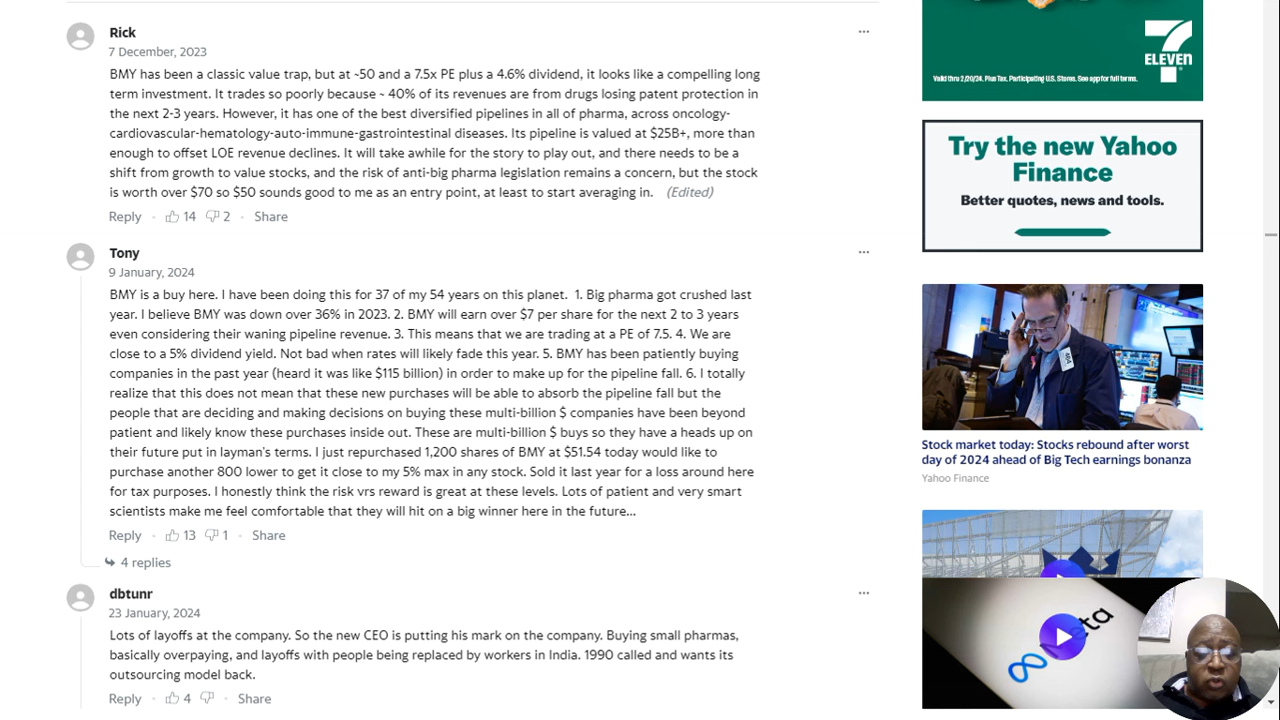 Rick
7 December, 2023
BMY has been a classic value trap, but at ~50 and a 7.5x PE plus a 4.6% dividend, it looks like a compelling long
term investment. It trades so poorly because ~ 40% of its revenues are from drugs losing patent protection in
the next 2-3 years. However, it has one of the best diversified pipelines in all of pharma, across oncology-
cardiovascular-hematology-auto-immune-gastrointestinal diseases. Its pipeline is valued at $25B+, more than
enough to offset LOE revenue declines. It will take awhile for the story to play out, and there needs to be a
shift from growth to value stocks, and the risk of anti-big pharma legislation remains a concern, but the stock
is worth over $70 so $50 sounds good to me as an entry point, at least to start averaging in. (Edited)
Reply · 14 2 · Share
Tony
9 January, 2024
BMY is a buy here. I have been doing this for 37 of my 54 years on this planet. 1. Big pharma got crushed last
year. I believe BMY was down over 36% in 2023. 2. BMY will earn over $7 per share for the next 2 to 3 years
even considering their waning pipeline revenue. 3. This means that we are trading at a PE of 7.5. 4. We are
close to a 5% dividend yield. Not bad when rates will likely fade this year. 5. BMY has been patiently buying
companies in the past year (heard it was like $115 billion) in order to make up for the pipeline fall. 6. I totally
realize that this does not mean that these new purchases will be able to absorb the pipeline fall but the
people that are deciding and making decisions on buying these multi-billion $ companies have been beyond
patient and likely know these purchases inside out. These are multi-billion $ buys so they have a heads up on
their future put in layman's terms. I just repurchased 1,200 shares of BMY at $51.54 today would like to
purchase another 800 lower to get it close to my 5% max in any stock. Sold it last year for a loss around here
for tax purposes. I honestly think the risk vrs reward is great at these levels. Lots of patient and very smart
scientists make me feel comfortable that they will hit on a big winner here in the future...
Reply · 13 1 · Share
4 replies
dbtunr
23 January, 2024
Lots of layoffs at the company. So the new CEO is putting his mark on the company. Buying small pharmas,
basically overpaying, and layoffs with people being replaced by workers in India. 1990 called and wants its
outsourcing model back.
Reply · 4 · Share
7
ELEVEN
Valid thru 2/20/24. Plus Tax. Participating U.S. Stores. See app for full terms.
Try the new Yahoo
Finance
Better quotes, news and tools.
464
Stock market today: Stocks rebound after worst
day of 2024 ahead of Big Tech earnings bonanza
Yahoo Finance